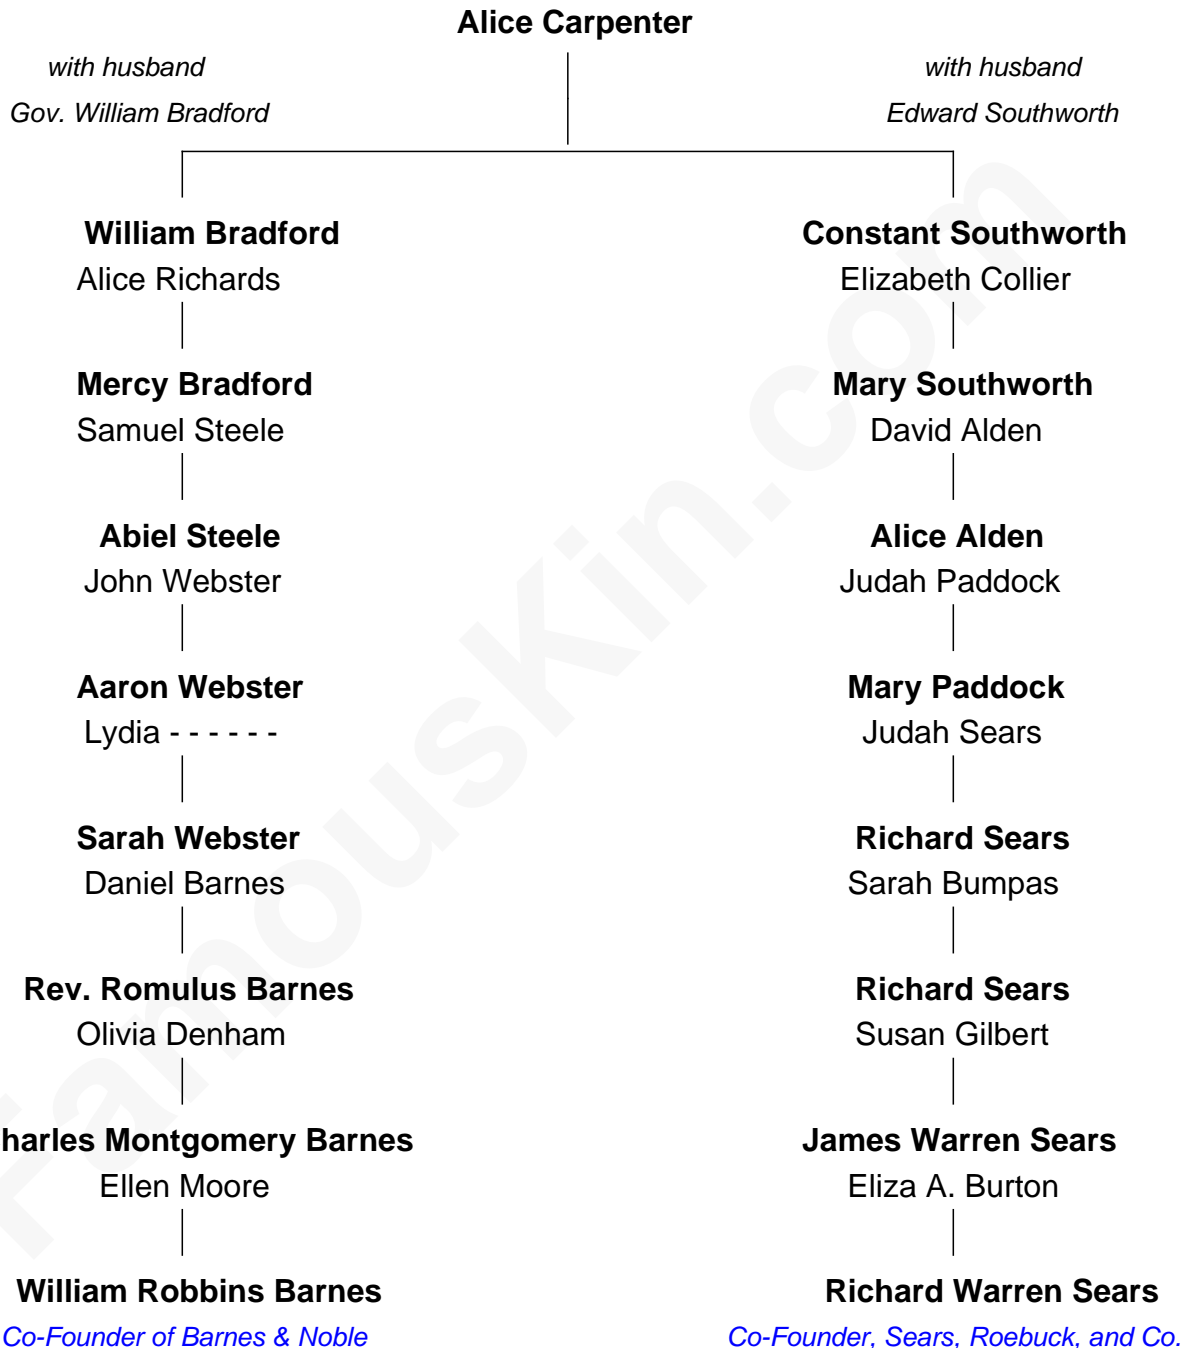 Alice Carpenter
with husband
Gov. William Bradford
with husband
Edward Southworth
William Bradford
Alice Richards
Constant Southworth
Elizabeth Collier
Mercy Bradford
Samuel Steele
Mary Southworth
David Alden
Abiel Steele
John Webster
Alice Alden
Judah Paddock
Aaron Webster
Lydia - - - - - -
Mary Paddock
Judah Sears
Sarah Webster
Daniel Barnes
Richard Sears
Sarah Bumpas
Rev. Romulus Barnes
Olivia Denham
Richard Sears
Susan Gilbert
harles Montgomery Barnes
Ellen Moore
James Warren Sears
Eliza A. Burton
William Robbins Barnes
Co-Founder of Barnes & Noble
Richard Warren Sears
Co-Founder, Sears, Roebuck, and Co.
FamousKin.com